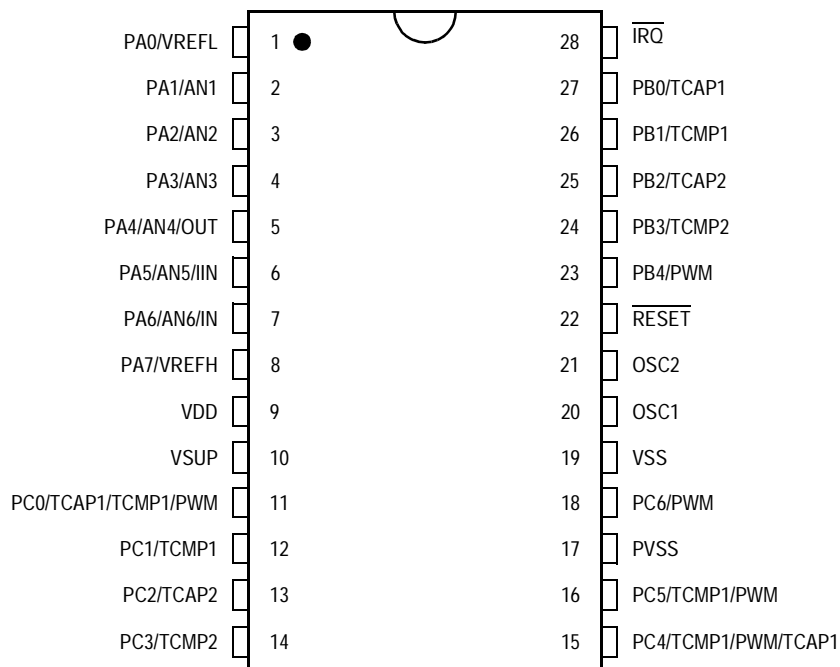 PA0/VREFL 1 28 IRQ
PA1/AN1 2 27 PB0/TCAP1
PA2/AN2 3 26 PB1/TCMP1
PA3/AN3 4 25 PB2/TCAP2
PA4/AN4/OUT 5 24 PB3/TCMP2
PA5/AN5/IIN 6 23 PB4/PWM
PA6/AN6/IN 7 22 RESET
PA7/VREFH 8 21 OSC2
VDD 9 20 OSC1
VSUP 10 19 VSS
PC0/TCAP1/TCMP1/PWM 11 18 PC6/PWM
PC1/TCMP1 12 17 PVSS
PC2/TCAP2 13 16 PC5/TCMP1/PWM
PC3/TCMP2 14 15 PC4/TCMP1/PWM/TCAP1